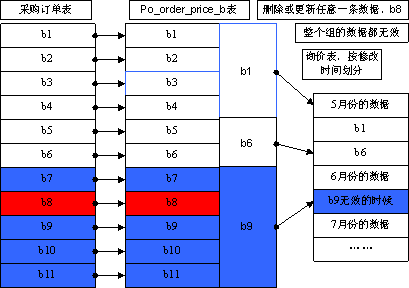 采购订单表
Po_order_price_b表
删除或更新任意一条数据，b8
整个组的数据都无效
询价表，按修改
时间划分
b1
b2
b3
b4
b5
b6
b7
b8
b9
b10
b11
b1
b2
b3
b4
b5
b6
b7
b8
b9
b10
b11
b1
b6
b9
5月份的数据
b1
b6
6月份的数据
b9无效的时候
7月份的数据
……